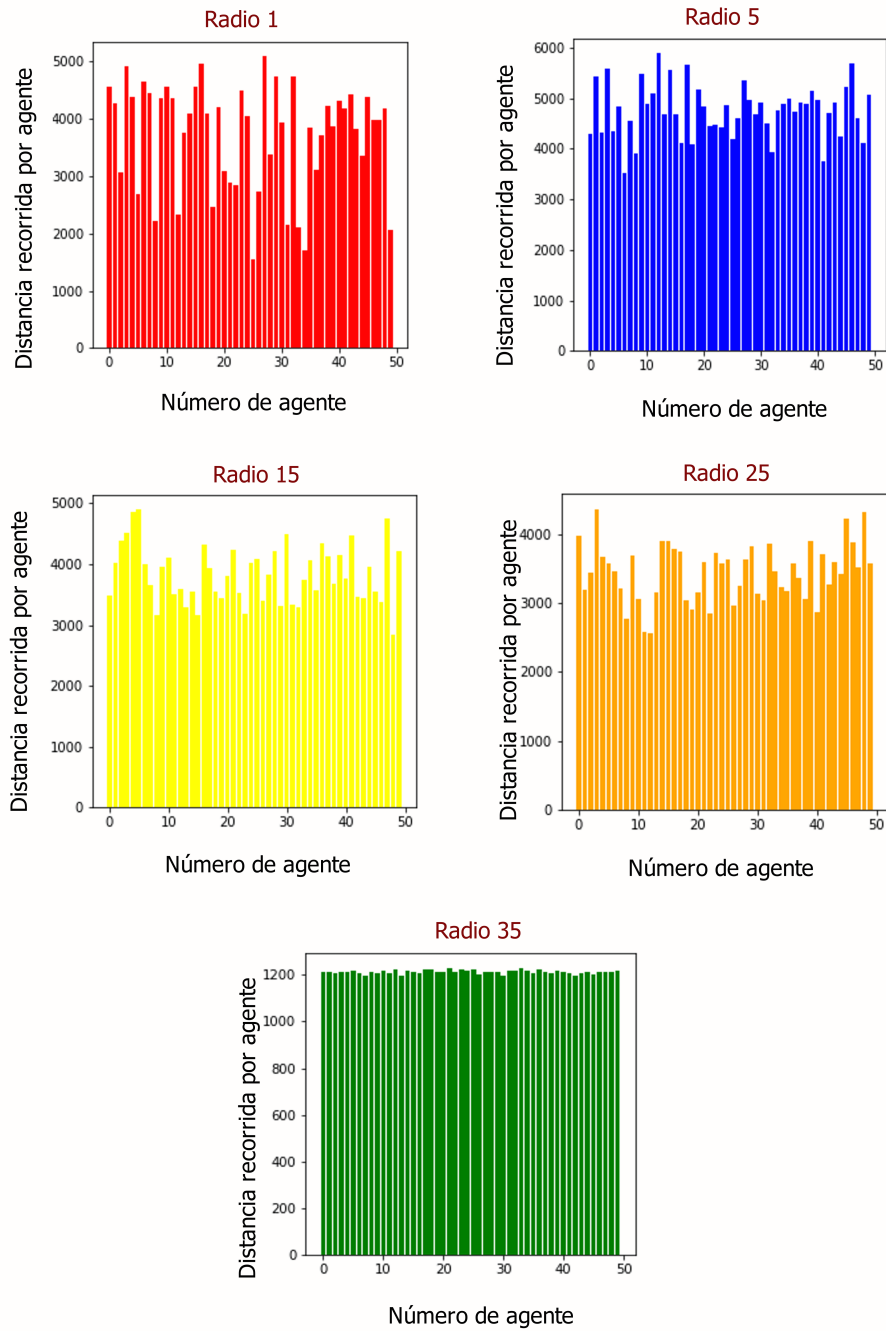 Radio 1
Distancia recorrida por agente
5000
4000
3000
2000
1000
0
0 10 20 30 40 50
Número de agente
Radio 5
Distancia recorrida por agente
6000
5000
4000
3000
2000
1000
0
0 10 20 30 40 50
Número de agente
Radio 15
Distancia recorrida por agente
5000
4000
3000
2000
1000
0
0 10 20 30 40 50
Número de agente
Radio 25
Distancia recorrida por agente
4000
3000
2000
1000
0
0 10 20 30 40 50
Número de agente
Radio 35
Distancia recorrida por agente
1200
1000
800
600
400
200
0
0 10 20 30 40 50
Número de agente